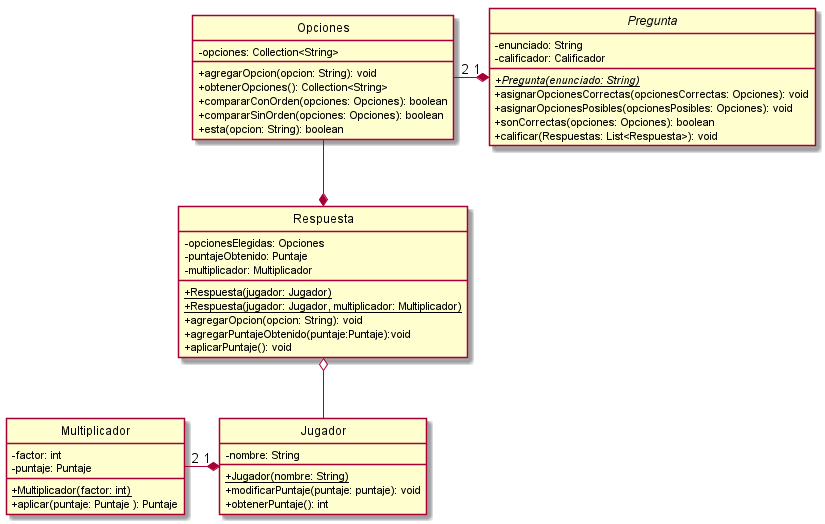 Opciones
-opciones: Collection<String>
+agregarOpcion(opcion: String): void
+obtenerOpciones(): Collection<String>
+compararConOrden(opciones: Opciones): boolean
+compararSinOrden(opciones: Opciones): boolean
+esta(opcion: String): boolean
2 1
Pregunta
-enunciado: String
-calificador: Calificador
+Pregunta(enunciado: String)
+asignarOpcionesCorrectas(opcionesCorrectas: Opciones): void
+asignarOpcionesPosibles(opcionesPosibles: Opciones): void
+sonCorrectas(opciones: Opciones): boolean
+calificar(Respuestas: List<Respuesta>): void
Respuesta
-opcionesElegidas: Opciones
-puntajeObtenido: Puntaje
-multiplicador: Multiplicador
+Respuesta(jugador: Jugador)
+Respuesta(jugador: Jugador, multiplicador: Multiplicador)
+agregarOpcion(opcion: String): void
+agregarPuntajeObtenido(puntaje:Puntaje):void
+aplicarPuntaje(): void
Multiplicador
-factor: int
-puntaje: Puntaje
+Multiplicador(factor: int)
+aplicar(puntaje: Puntaje ): Puntaje
2 1
Jugador
-nombre: String
+Jugador(nombre: String)
+modificarPuntaje(puntaje: puntaje): void
+obtenerPuntaje(): int